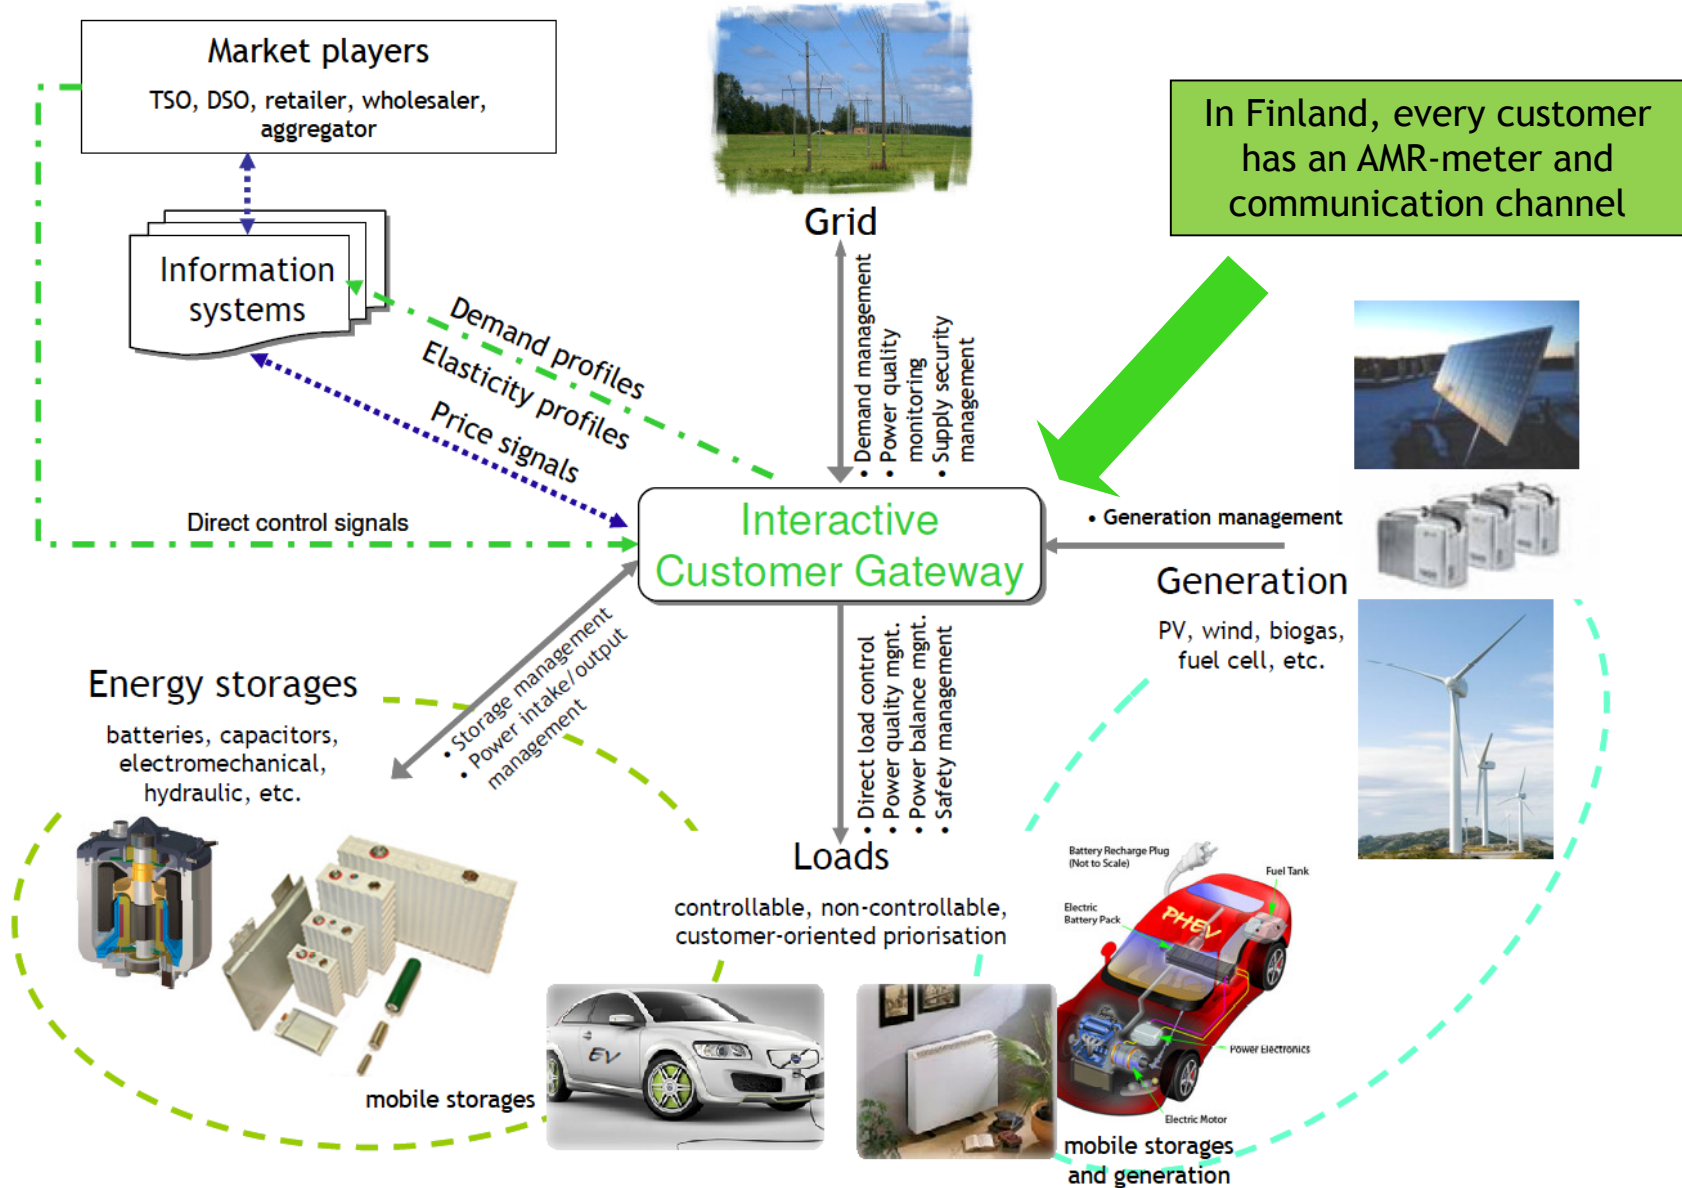 Market players
TSO, DSO, retailer, wholesaler,
aggregator
Information
systems
Demand profiles
Elasticity profiles
Price signals
Direct control signals
Grid
• Demand management
• Power quality
monitoring
• Supply security
management
In Finland, every customer
has an AMR-meter and
communication channel
Interactive
Customer Gateway
• Generation management
Generation
PV, wind, biogas,
fuel cell, etc.
Energy storages
batteries, capacitors,
electromechanical,
hydraulic, etc.
• Storage management
• Power intake/output
management
• Direct load control
• Power quality mgmt.
• Power balance mgmt.
• Safety management
Loads
controllable, non-controllable,
customer-oriented priorisation
mobile storages
EV
Battery Recharge Plug
(Not to Scale)
Fuel Tank
Electric
Battery Pack
PHEV
Power Electronics
Electric Motor
mobile storages
and generation